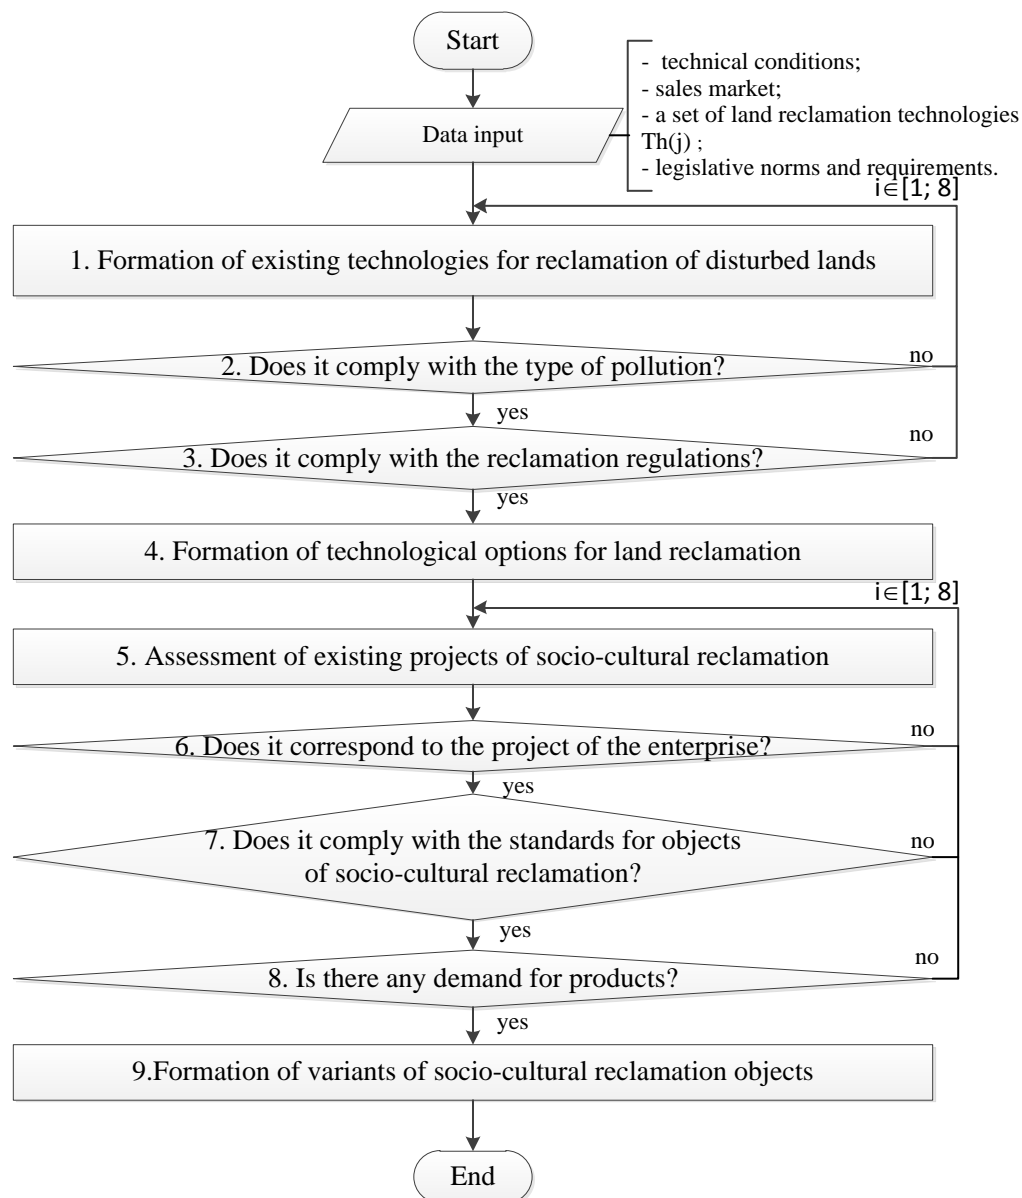 Start
Data input
- technical conditions;
- sales market;
- a set of land reclamation technologies
Th(j) ;
- legislative norms and requirements.
i∈[1; 8]
1. Formation of existing technologies for reclamation of disturbed lands
2. Does it comply with the type of pollution?
no
yes
3. Does it comply with the reclamation regulations?
no
yes
4. Formation of technological options for land reclamation
i∈[1; 8]
5. Assessment of existing projects of socio-cultural reclamation
6. Does it correspond to the project of the enterprise?
no
yes
7. Does it comply with the standards for objects
of socio-cultural reclamation?
no
yes
8. Is there any demand for products?
no
yes
9.Formation of variants of socio-cultural reclamation objects
End